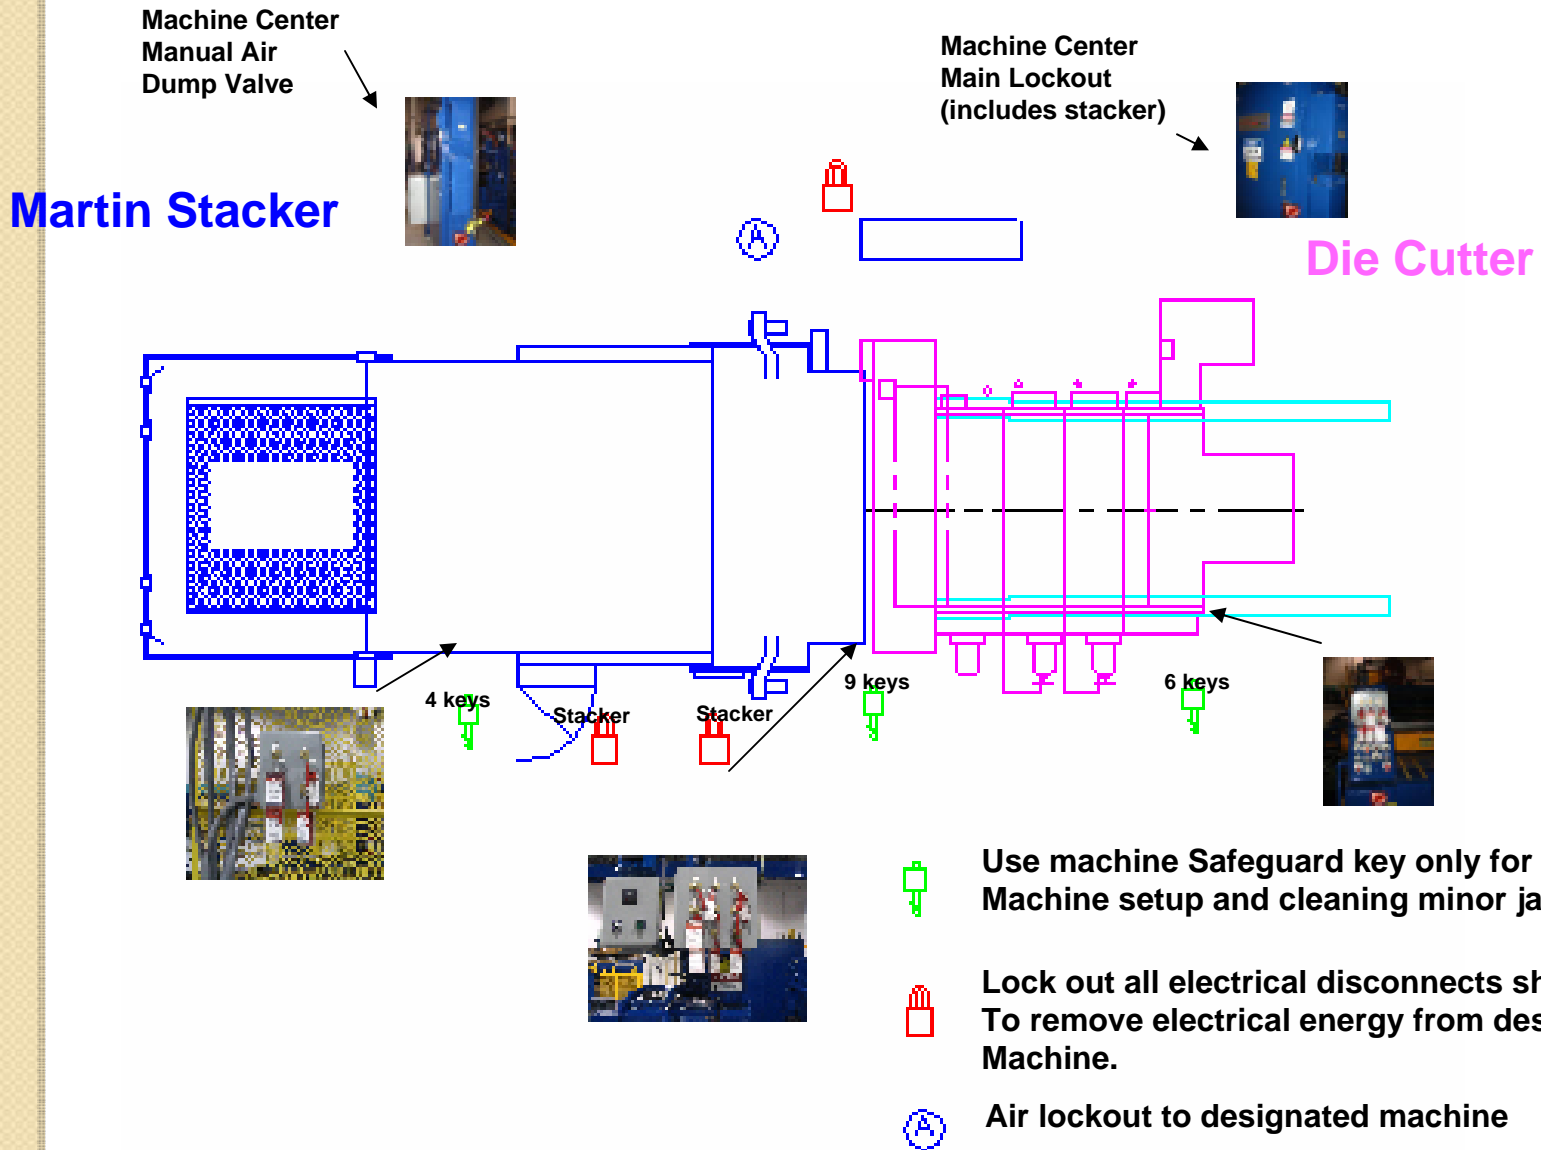 Machine Center
Manual Air
Dump Valve
Machine Center
Main Lockout
(includes stacker)
Martin Stacker
A
Die Cutter
4 keys
Stacker
Stacker
9 keys
6 keys
Use machine Safeguard key only for
Machine setup and cleaning minor ja
Lock out all electrical disconnects sh
To remove electrical energy from des
Machine.
A
Air lockout to designated machine